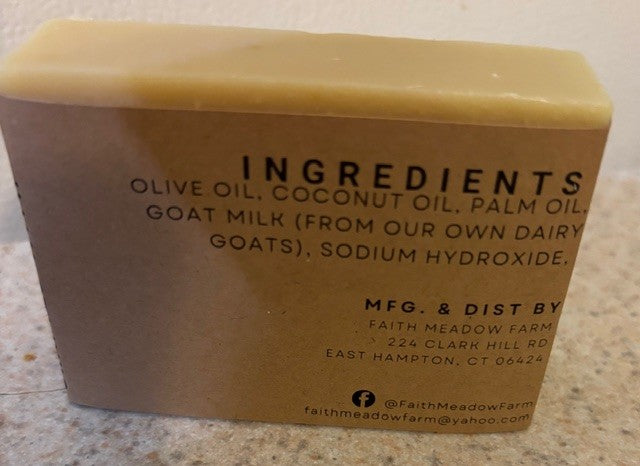 INGREDIENTS
OLIVE OIL, COCONUT OIL, PALM OIL,
GOAT MILK (FROM OUR OWN DAIRY
GOATS), SODIUM HYDROXIDE.
MFG. & DIST BY
FAITH MEADOW FARM
224 CLARK HILL RD
EAST HAMPTON, CT 06424
@FaithMeadowFarm
faithmeadowfarm@yahoo.com